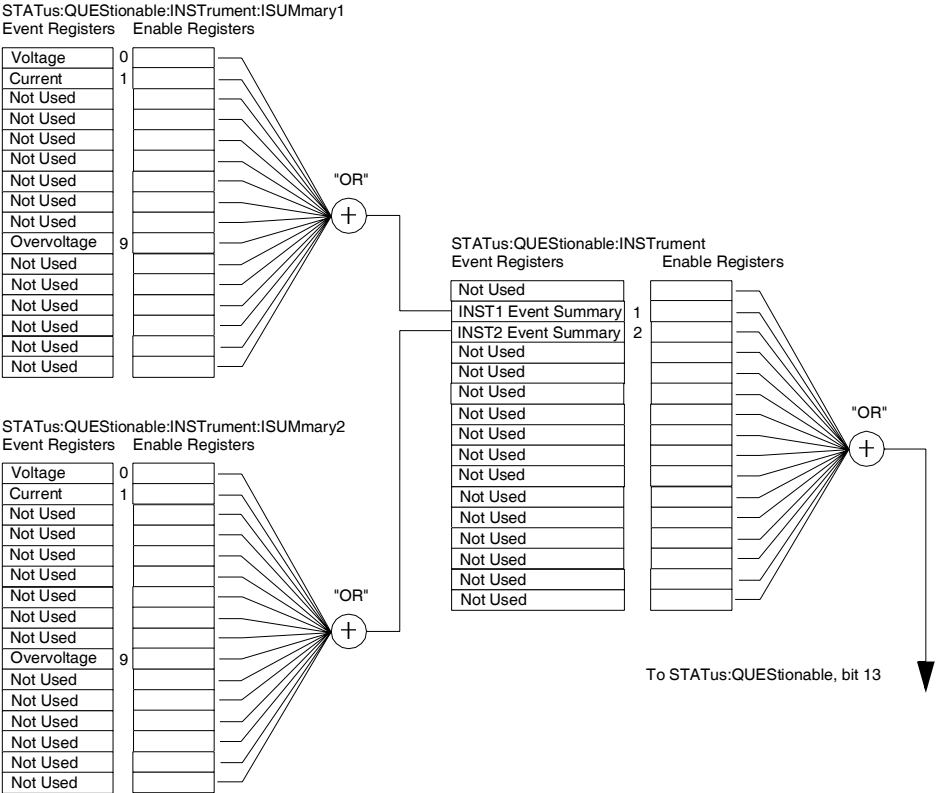 STATus:QUEStionable:INSTrument:ISUMmary1
Event Registers Enable Registers
Voltage 0
Current 1
Not Used
Not Used
Not Used
Not Used
Not Used
Not Used
Not Used
Overvoltage 9
Not Used
Not Used
Not Used
Not Used
Not Used
Not Used
"OR"
+
STATus:QUEStionable:INSTrument:ISUMmary2
Event Registers Enable Registers
Voltage 0
Current 1
Not Used
Not Used
Not Used
Not Used
Not Used
Not Used
Not Used
Overvoltage 9
Not Used
Not Used
Not Used
Not Used
Not Used
Not Used
"OR"
+
STATus:QUEStionable:INSTrument
Event Registers Enable Registers
Not Used
INST1 Event Summary 1
INST2 Event Summary 2
Not Used
Not Used
Not Used
Not Used
Not Used
Not Used
Not Used
Not Used
Not Used
Not Used
Not Used
Not Used
Not Used
"OR"
+
To STATus:QUEStionable, bit 13